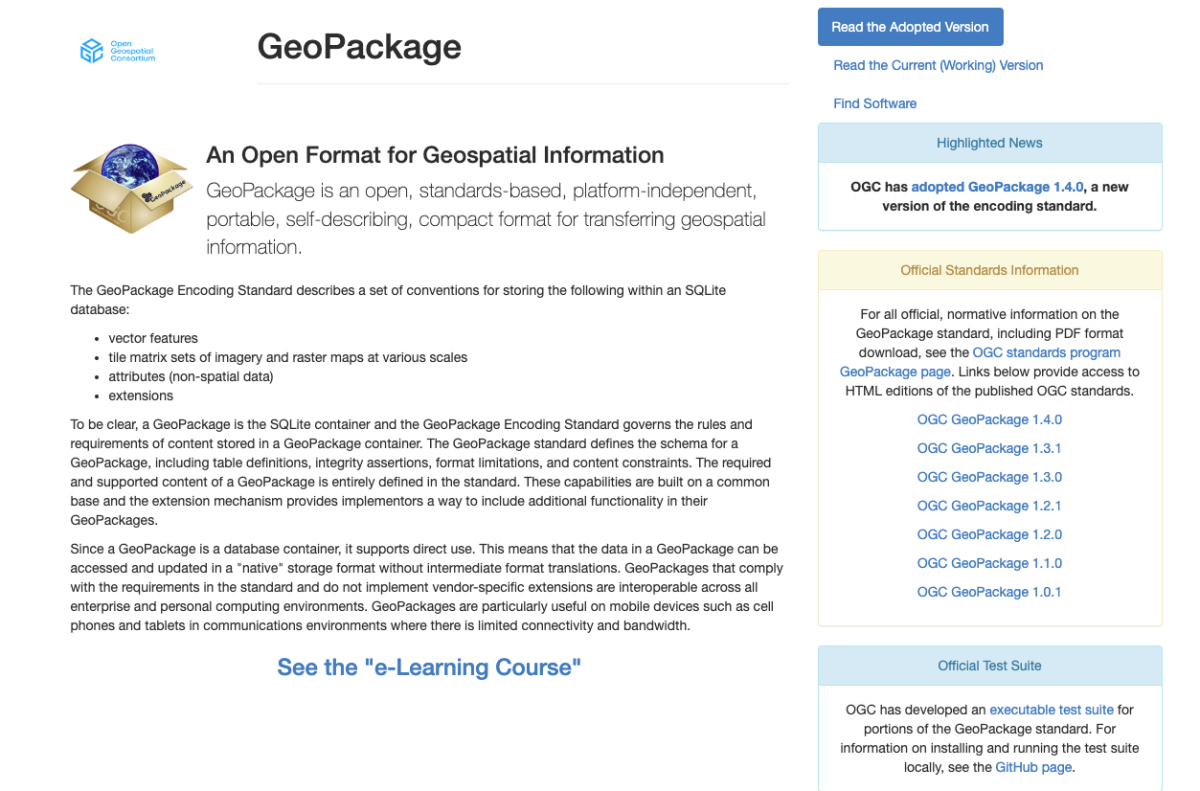 Open
Geospatial
Consortium
GeoPackage
GeoPackage
An Open Format for Geospatial Information
GeoPackage is an open, standards-based, platform-independent,
portable, self-describing, compact format for transferring geospatial
information.
The GeoPackage Encoding Standard describes a set of conventions for storing the following within an SQLite
database:
• vector features
• tile matrix sets of imagery and raster maps at various scales
• attributes (non-spatial data)
• extensions
To be clear, a GeoPackage is the SQLite container and the GeoPackage Encoding Standard governs the rules and
requirements of content stored in a GeoPackage container. The GeoPackage standard defines the schema for a
GeoPackage, including table definitions, integrity assertions, format limitations, and content constraints. The required
and supported content of a GeoPackage is entirely defined in the standard. These capabilities are built on a common
base and the extension mechanism provides implementors a way to include additional functionality in their
GeoPackages.
Since a GeoPackage is a database container, it supports direct use. This means that the data in a GeoPackage can be
accessed and updated in a "native" storage format without intermediate format translations. GeoPackages that comply
with the requirements in the standard and do not implement vendor-specific extensions are interoperable across all
enterprise and personal computing environments. GeoPackages are particularly useful on mobile devices such as cell
phones and tablets in communications environments where there is limited connectivity and bandwidth.
See the "e-Learning Course"
Read the Adopted Version
Read the Current (Working) Version
Find Software
Highlighted News
OGC has adopted GeoPackage 1.4.0, a new
version of the encoding standard.
Official Standards Information
For all official, normative information on the
GeoPackage standard, including PDF format
download, see the OGC standards program
GeoPackage page. Links below provide access to
HTML editions of the published OGC standards.
OGC GeoPackage 1.4.0
OGC GeoPackage 1.3.1
OGC GeoPackage 1.3.0
OGC GeoPackage 1.2.1
OGC GeoPackage 1.2.0
OGC GeoPackage 1.1.0
OGC GeoPackage 1.0.1
Official Test Suite
OGC has developed an executable test suite for
portions of the GeoPackage standard. For
information on installing and running the test suite
locally, see the GitHub page.